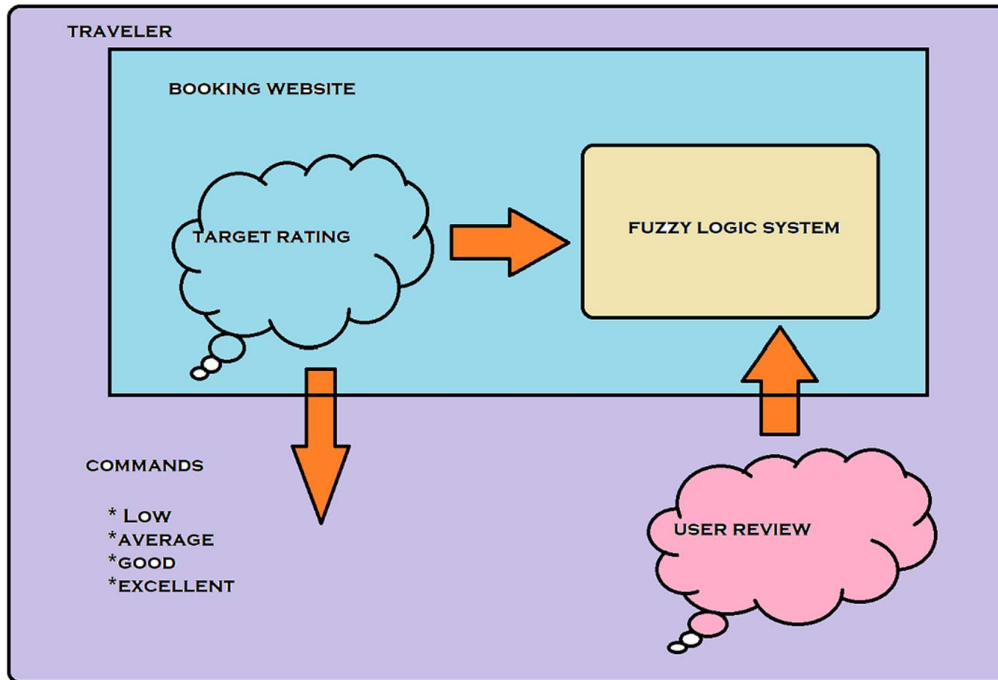 TRAVELER
BOOKING WEBSITE
TARGET RATING
FUZZY LOGIC SYSTEM
COMMANDS
* LOW
*AVERAGE
*GOOD
*EXCELLENT
USER REVIEW